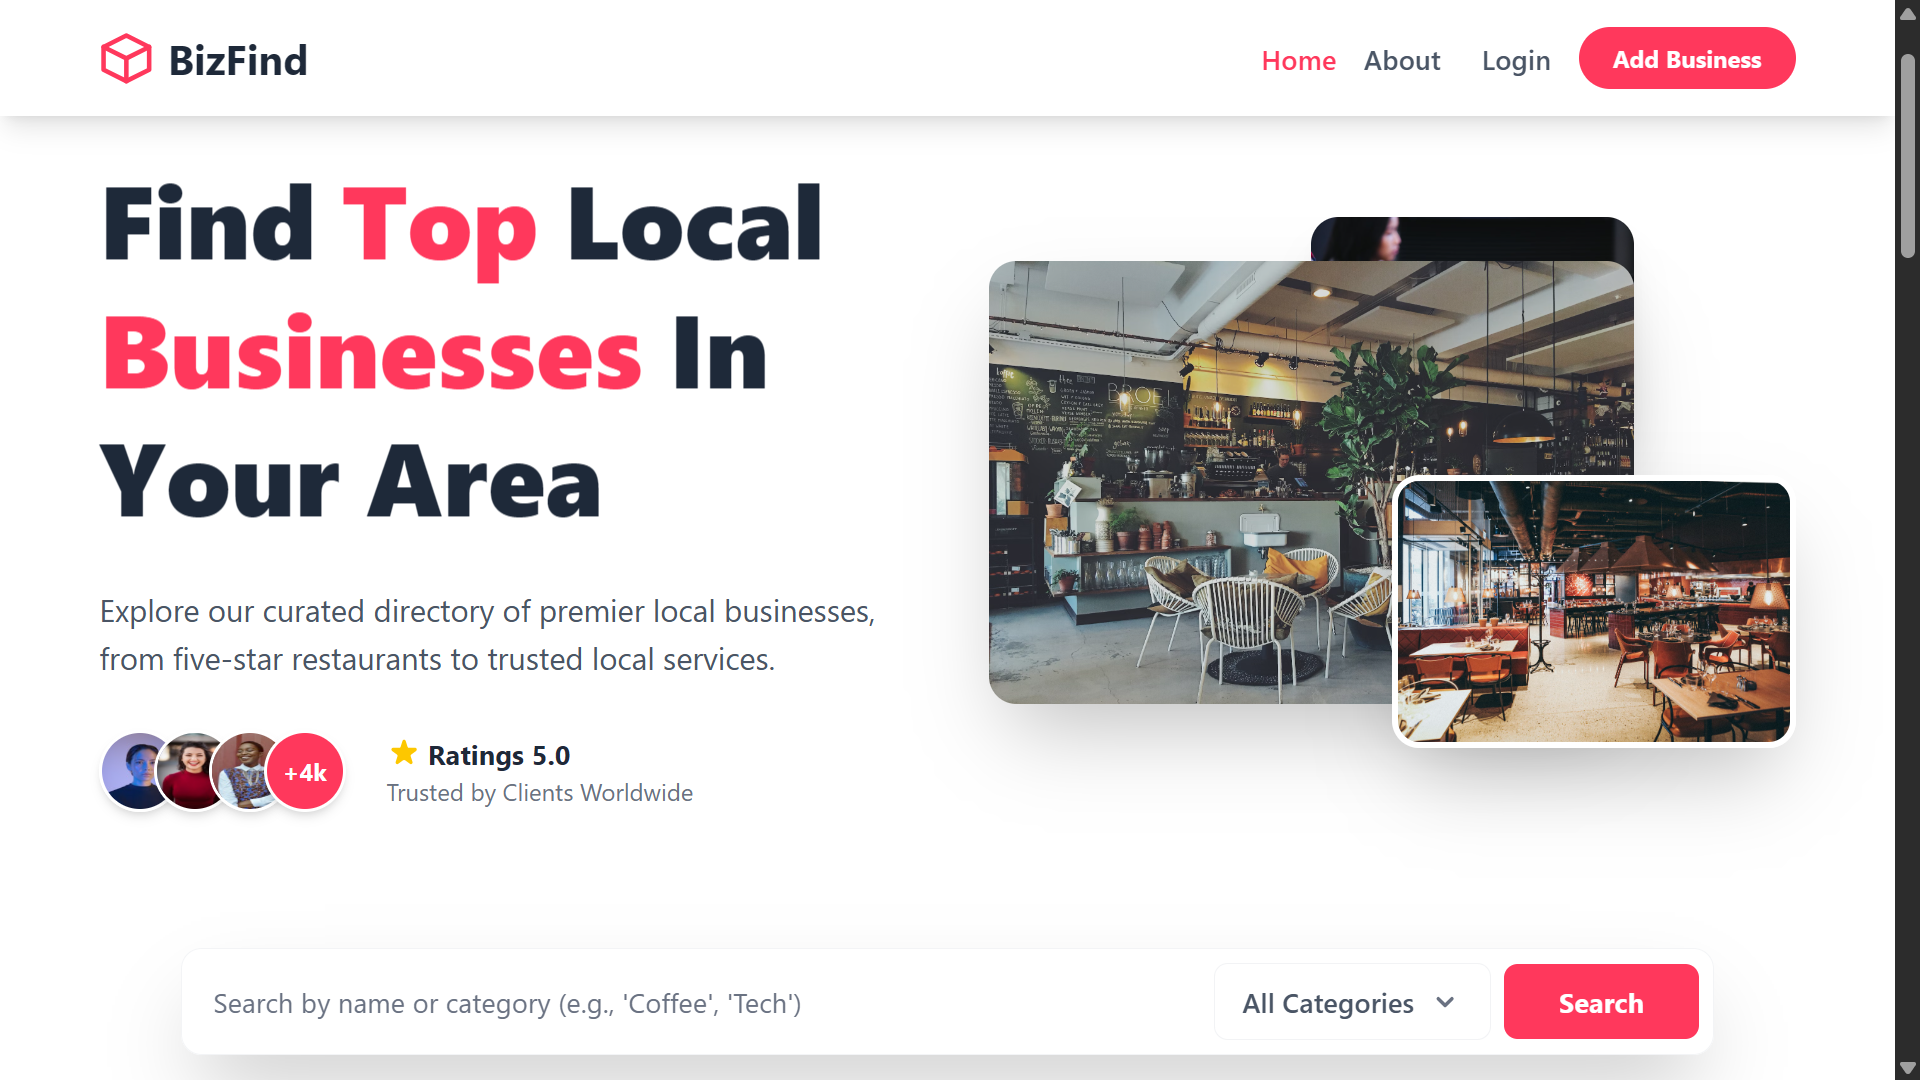 BizFind
Home
About
Login
Add Business
Find Top Local
Businesses In
Your Area
Explore our curated directory of premier local businesses,
from five-star restaurants to trusted local services.
+4k
Ratings 5.0
Trusted by Clients Worldwide
BROEI
Search by name or category (e.g., 'Coffee', 'Tech')
All Categories
Search